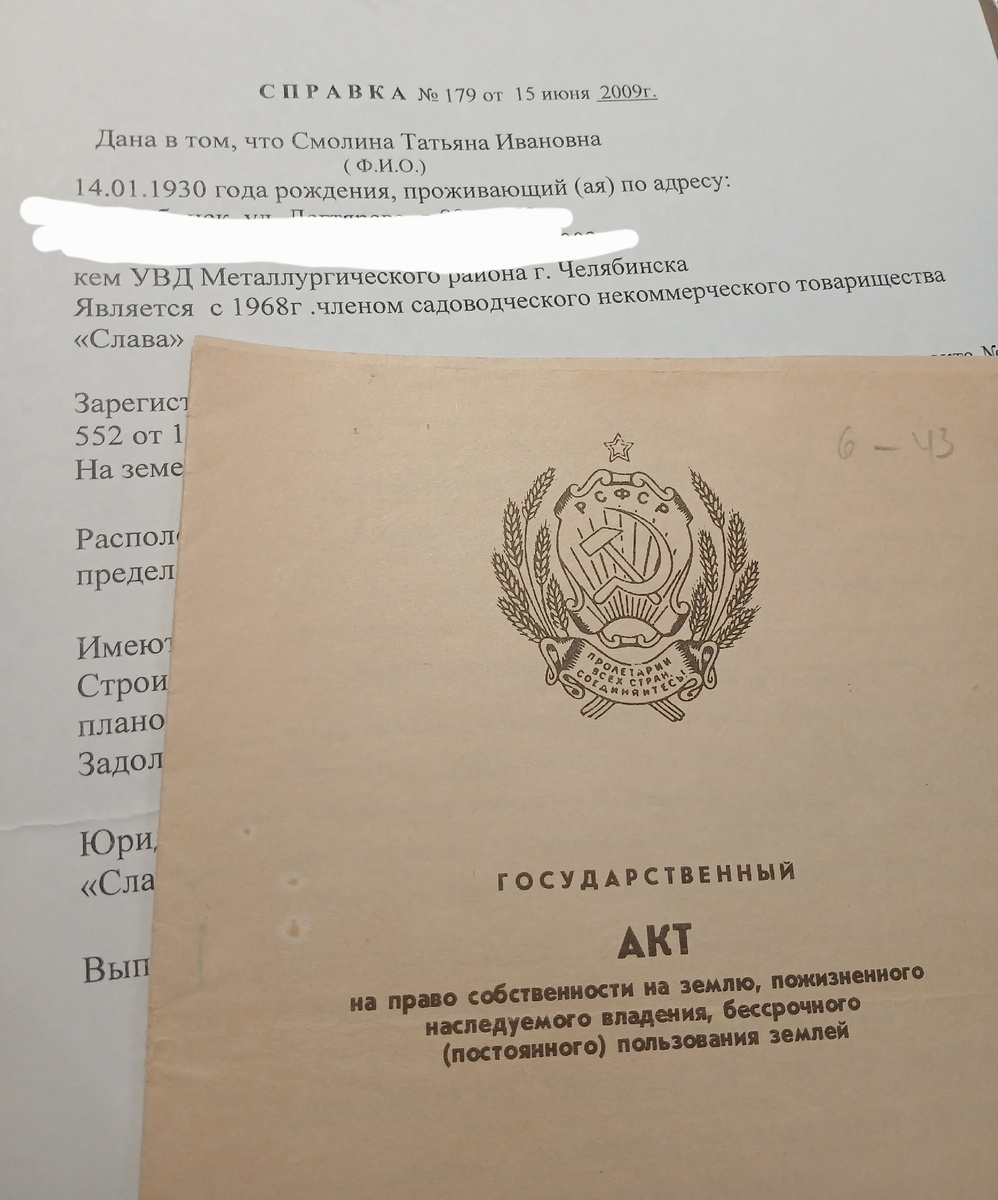 СПРАВКА № 179 от 15 июня 2009г.
Дана в том, что Смолина Татьяна Ивановна
( Ф.И.О.)
14.01.1930 года рождения, проживающий (ая) по адресу:
кем УВД Металлургического района г. Челябинска
Является с 1968г .членом садоводческого некоммерческого товарищества
«Слава»
Зарегист
552 от 1
На земе
Распол
предел
Имеют
Строи
плано
Задол
Юрид
«Сла
Вып
6 - 43
РСФСР
ПРОЛЕТАРИИ
ВСЕХ СТРАН,
СОЕДИНЯЙТЕСЬ!
ГОСУДАРСТВЕННЫЙ
АКТ
на право собственности на землю, пожизненного
наследуемого владения, бессрочного
(постоянного) пользования землей